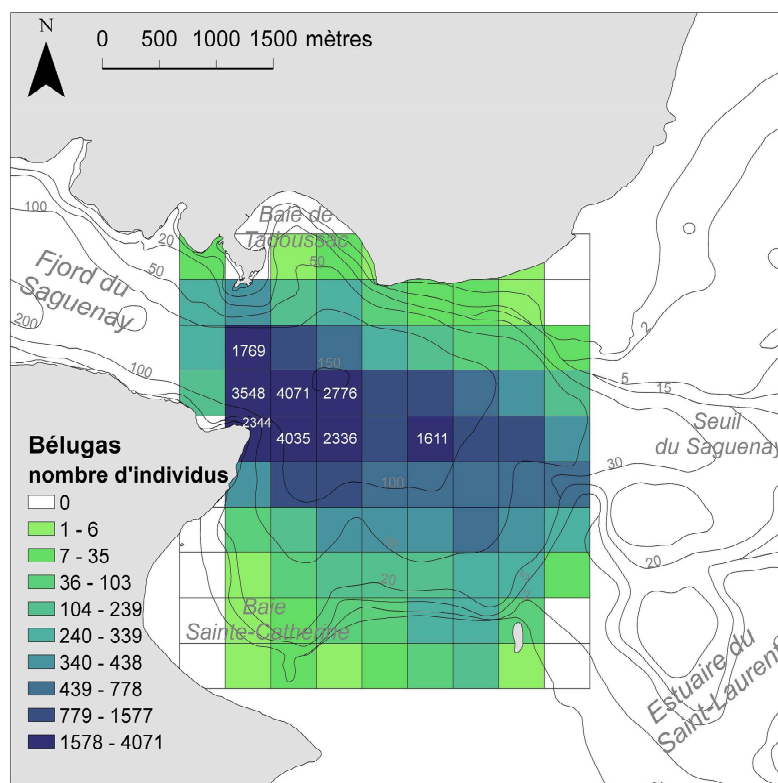 N
0 500 1000 1500 mètres
Baie de
Tadoussac
100
20
50
50
Fjord du
Saguenay
200
100
2
150
1769
3548 4071 2776
2344
4035 2336 1611
5
15
Seuil
du Saguenay
30
100
20
20
Baie
Sainte-Catherine
Estuaire du
Saint-Laurent
Bélugas
nombre d'individus
0
1 - 6
7 - 35
36 - 103
104 - 239
240 - 339
340 - 438
439 - 778
779 - 1577
1578 - 4071